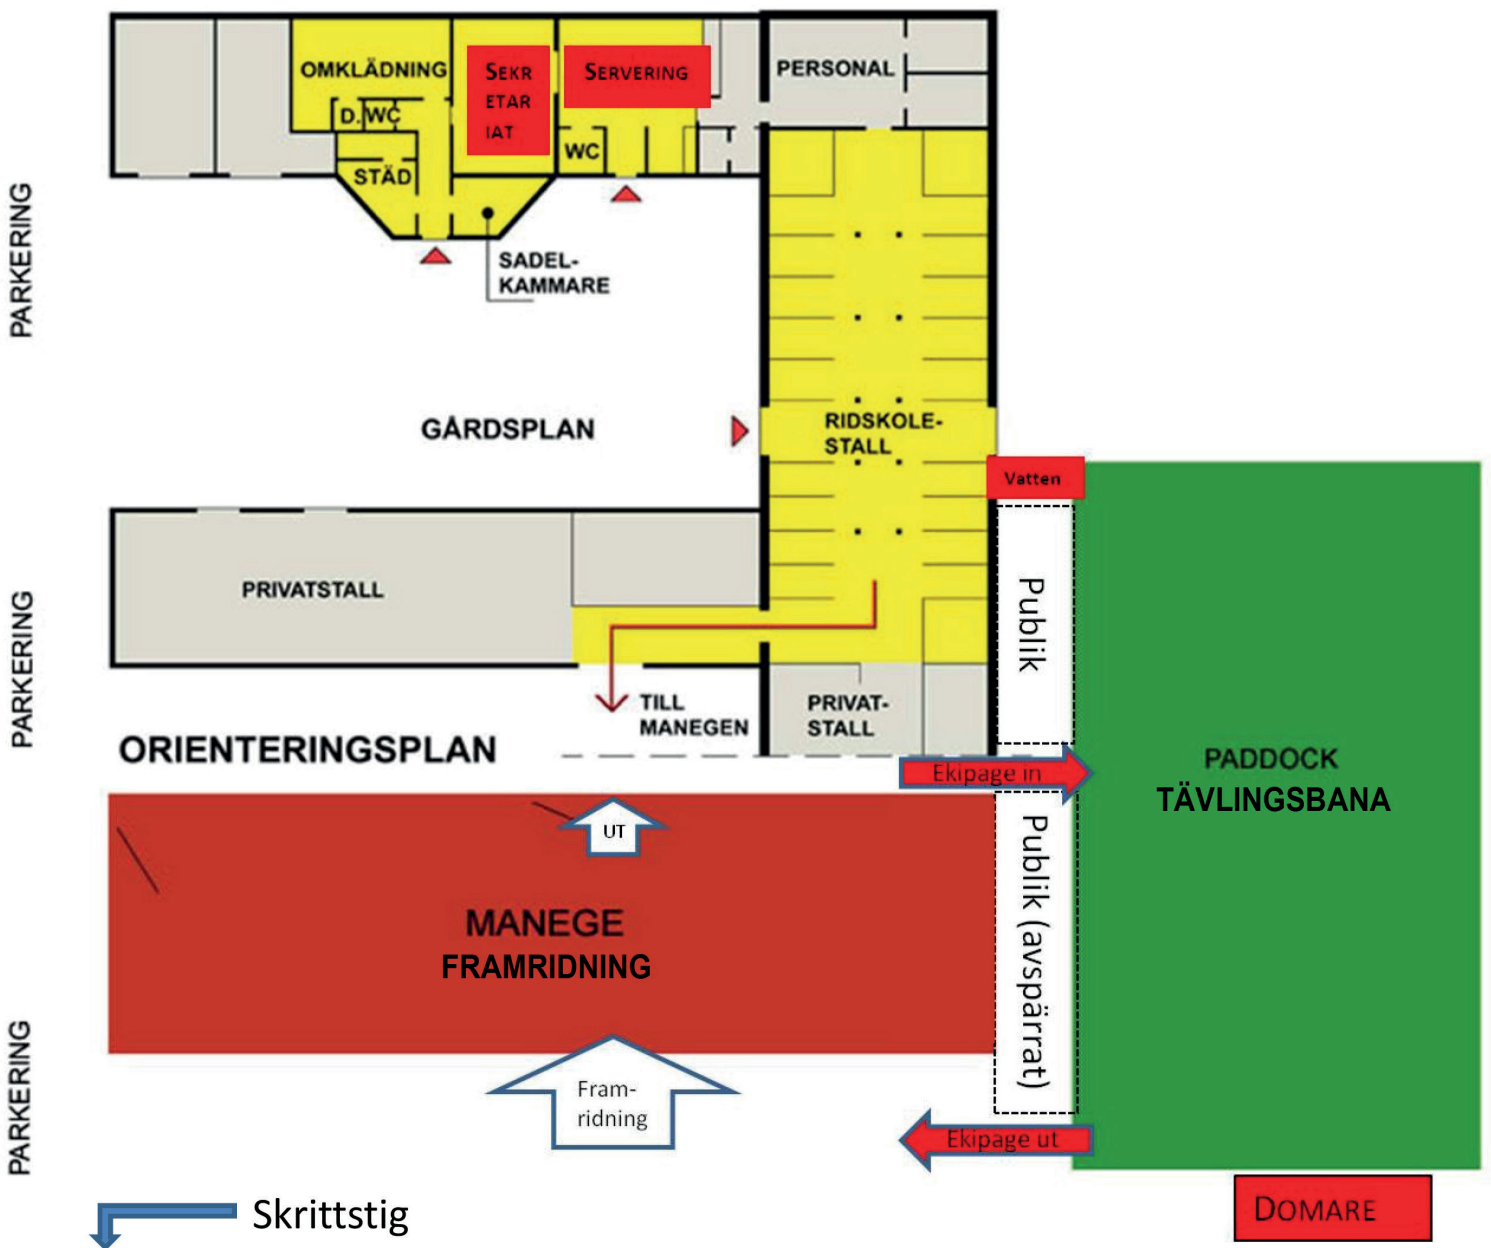 OMKLÄDNING
SEKR
ETAR
IAT
SERVERING
PERSONAL
D. WC
WC
STÄD
PARKERING
SADEL-
KAMMARE
GÅRDSPLAN
RIDSKOLE-
STALL
Vatten
Publik
PRIVATSTALL
PARKERING
TILL
MANEGEN
PRIVAT-
STALL
ORIENTERINGSPLAN
Ekipage in
PADDOCK
TÄVLINGSBANA
UT
Publik (avspärrat)
MANEGE
FRAMRIDNING
PARKERING
Fram-
ridning
Ekipage ut
Skrittstig
DOMARE